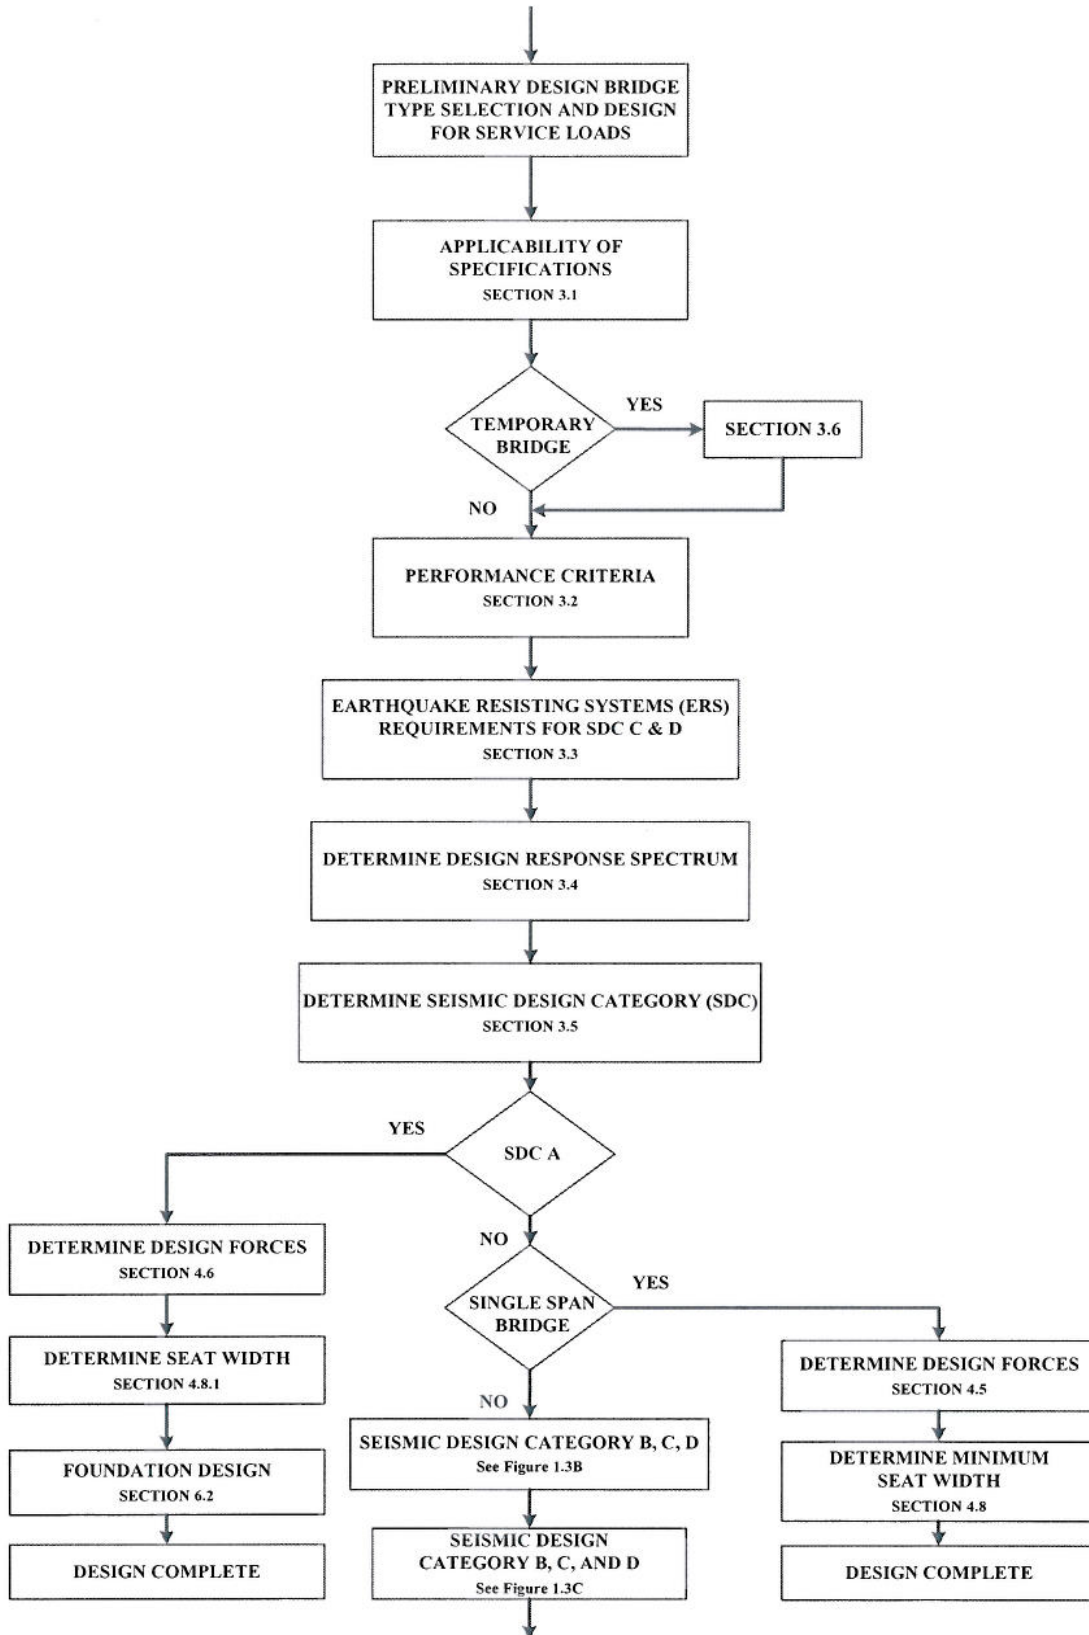 PRELIMINARY DESIGN BRIDGE
TYPE SELECTION AND DESIGN
FOR SERVICE LOADS
APPLICABILITY OF
SPECIFICATIONS
SECTION 3.1
TEMPORARY
BRIDGE
YES
SECTION 3.6
NO
PERFORMANCE CRITERIA
SECTION 3.2
EARTHQUAKE RESISTING SYSTEMS (ERS)
REQUIREMENTS FOR SDC C & D
SECTION 3.3
DETERMINE DESIGN RESPONSE SPECTRUM
SECTION 3.4
DETERMINE SEISMIC DESIGN CATEGORY (SDC)
SECTION 3.5
SDC A
YES
DETERMINE DESIGN FORCES
SECTION 4.6
DETERMINE SEAT WIDTH
SECTION 4.8.1
FOUNDATION DESIGN
SECTION 6.2
DESIGN COMPLETE
NO
SINGLE SPAN
BRIDGE
YES
DETERMINE DESIGN FORCES
SECTION 4.5
DETERMINE MINIMUM
SEAT WIDTH
SECTION 4.8
DESIGN COMPLETE
NO
SEISMIC DESIGN CATEGORY B, C, D
See Figure 1.3B
SEISMIC DESIGN
CATEGORY B, C, AND D
See Figure 1.3C